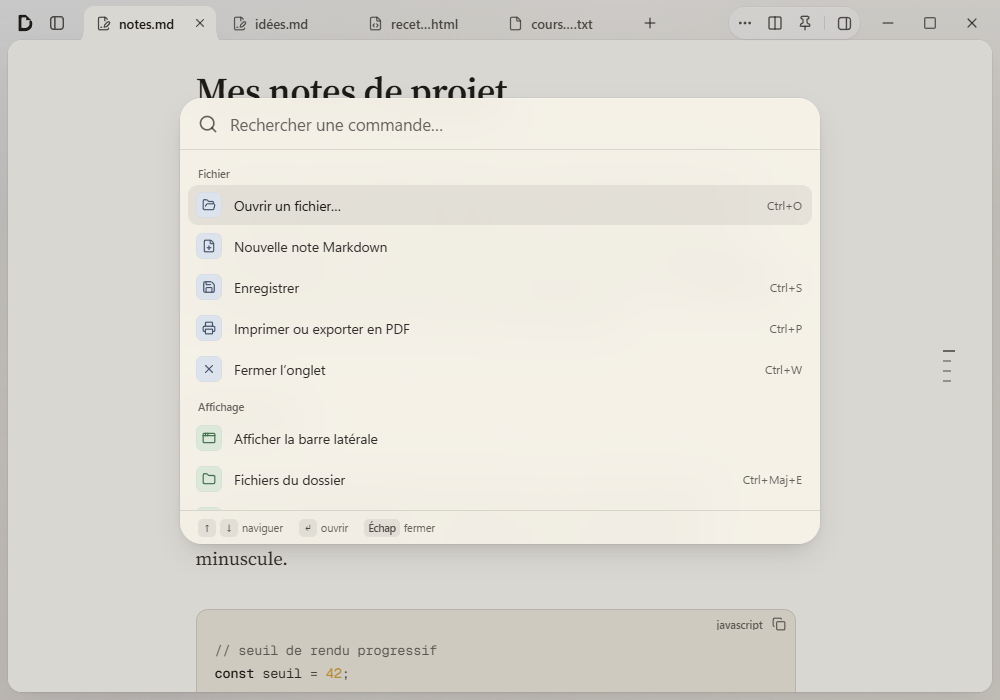 notes.md
idées.md
recet...html
cours....txt
Mes notes de projet
Rechercher une commande...
Fichier
Ouvrir un fichier... Ctrl+O
Nouvelle note Markdown
Enregistrer Ctrl+S
Imprimer ou exporter en PDF Ctrl+P
Fermer l'onglet Ctrl+W
Affichage
Afficher la barre latérale
Fichiers du dossier Ctrl+Maj+E
↑ ↓ naviguer ↵ ouvrir Échap fermer
minuscule.
javascript
// seuil de rendu progressif
const seuil = 42;